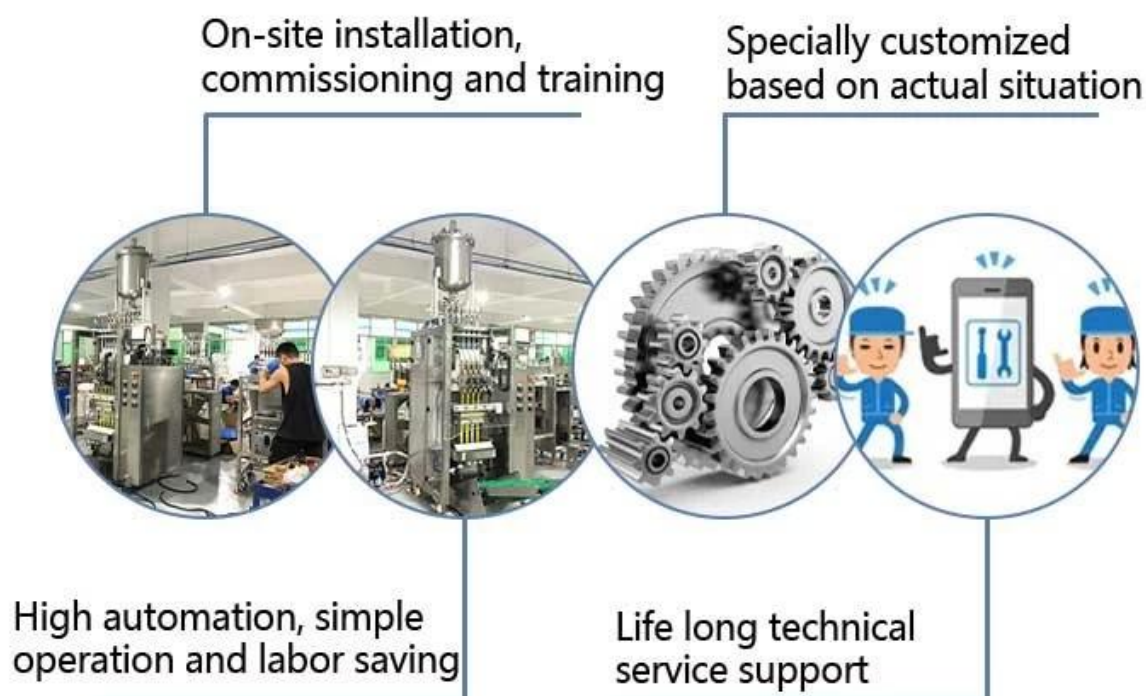 On-site installation,
commissioning and training
Specially customized
based on actual situation
High automation, simple
operation and labor saving
Life long technical
service support